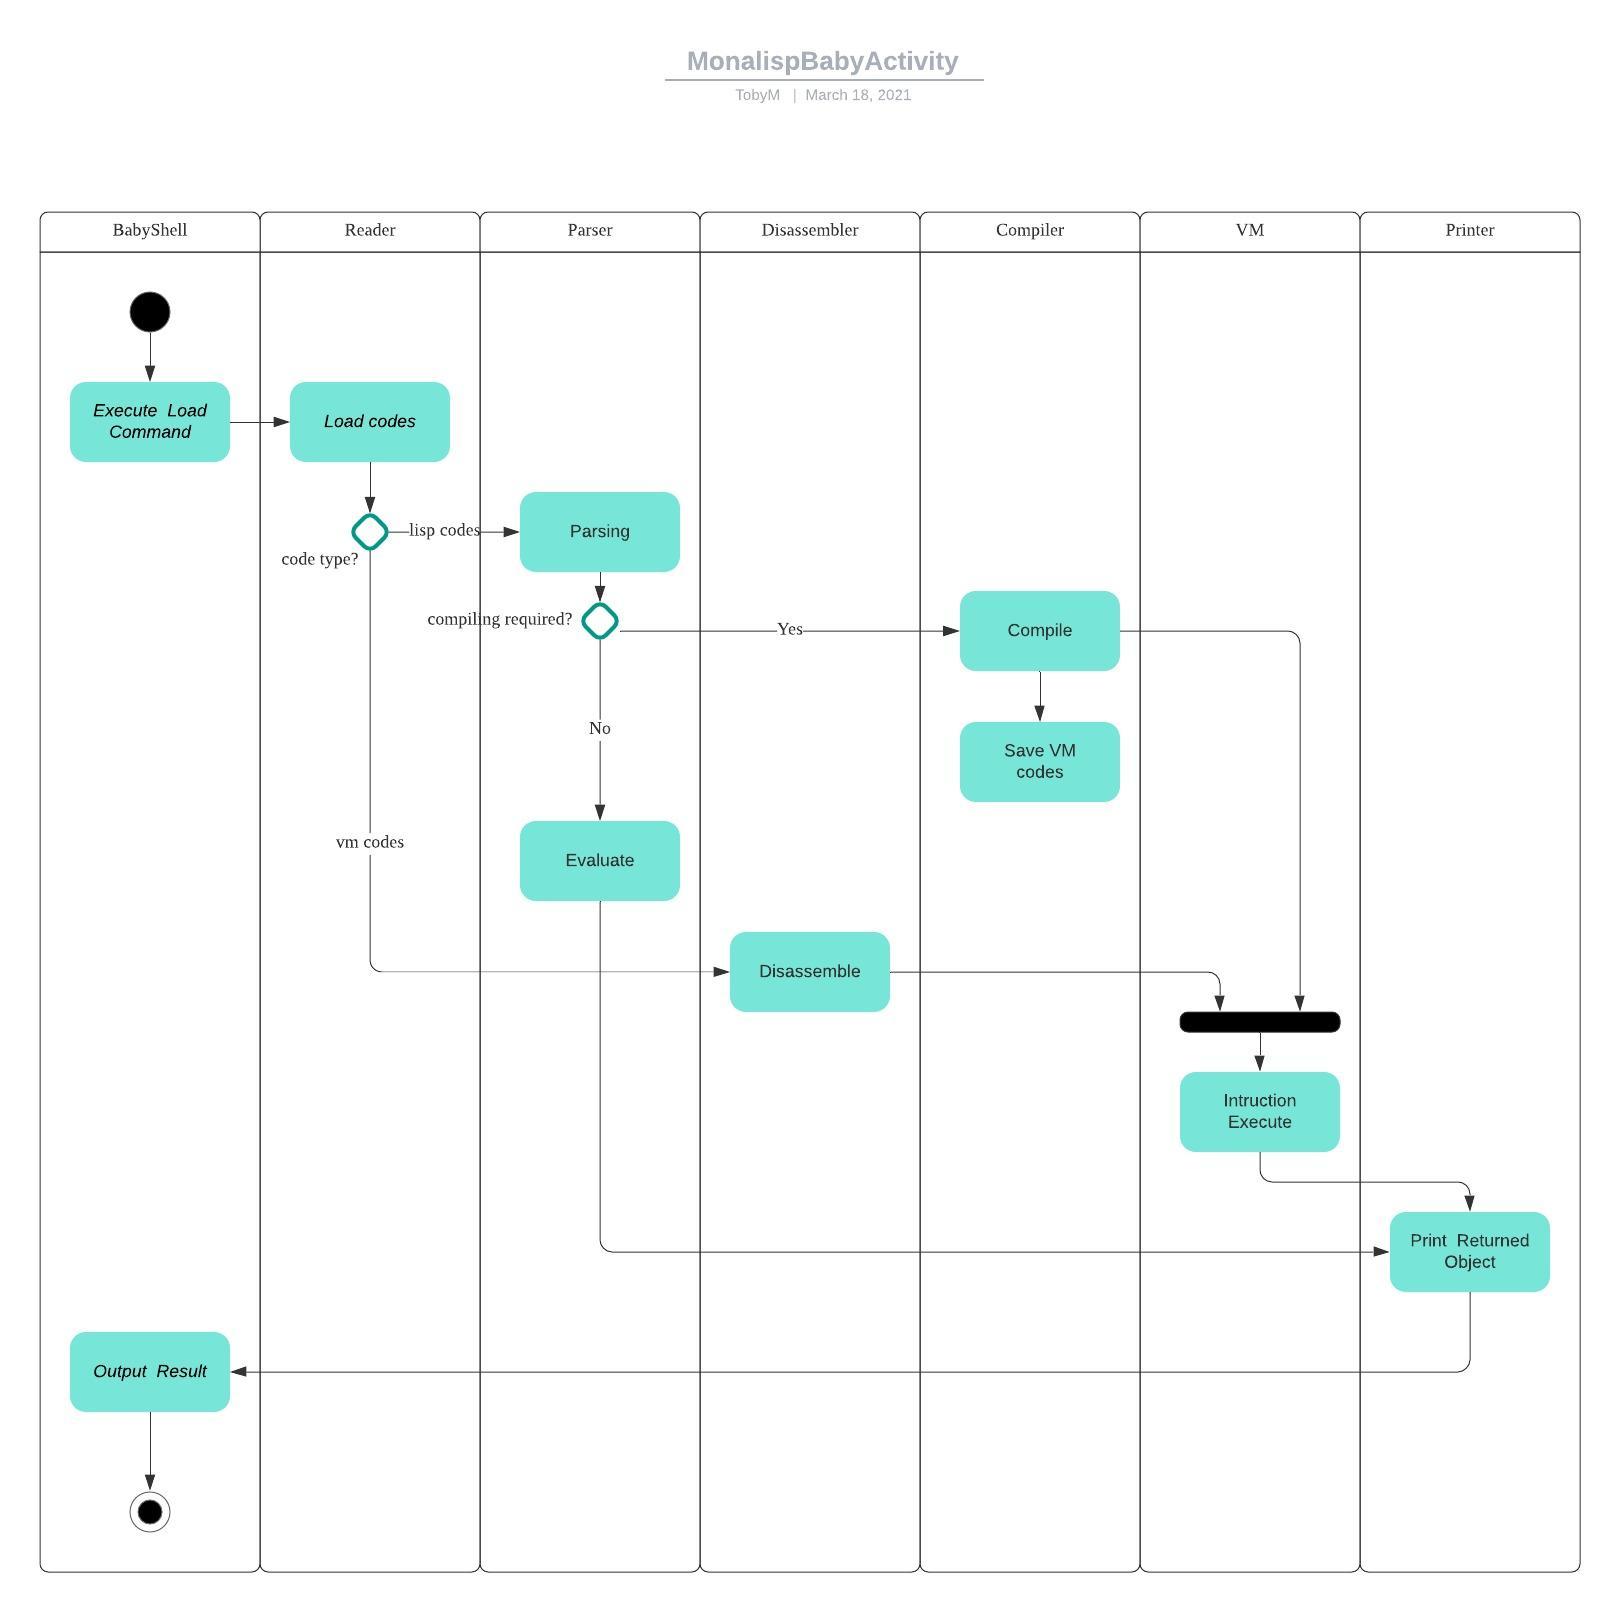 MonalispBabyActivity
TobyM | March 18, 2021
BabyShell
Reader
Parser
Disassembler
Compiler
VM
Printer
Execute Load
Command
Load codes
lisp codes
Parsing
code type?
compiling required?
Yes
Compile
No
Save VM
codes
vm codes
Evaluate
Disassemble
Intruction
Execute
Print Returned
Object
Output Result